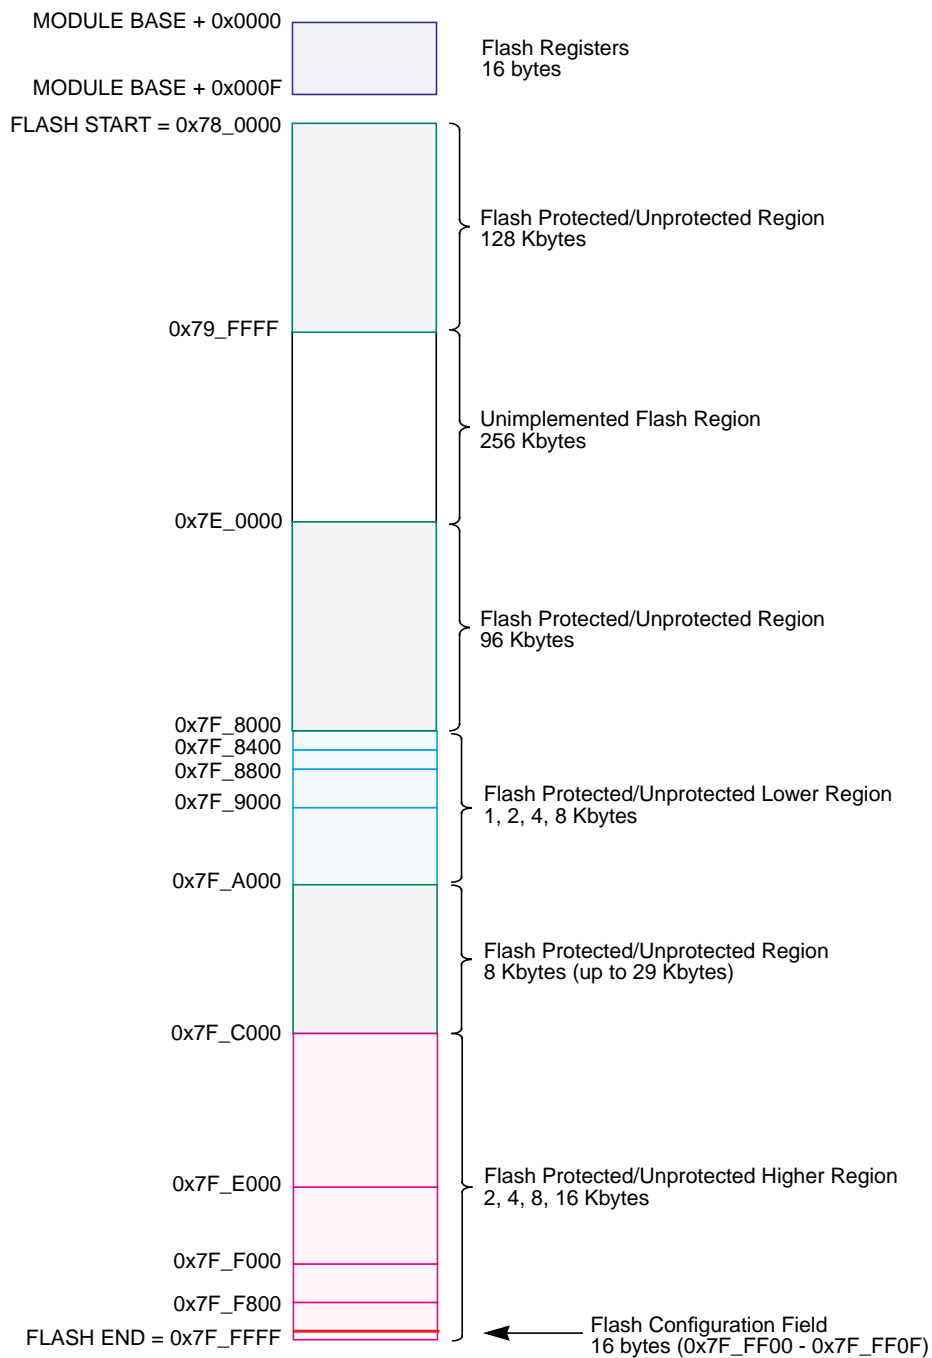 MODULE BASE + 0x0000
Flash Registers
16 bytes
MODULE BASE + 0x000F
FLASH START = 0x78_0000
Flash Protected/Unprotected Region
128 Kbytes
0x79_FFFF
Unimplemented Flash Region
256 Kbytes
0x7E_0000
Flash Protected/Unprotected Region
96 Kbytes
0x7F_8000
0x7F_8400
0x7F_8800
0x7F_9000
Flash Protected/Unprotected Lower Region
1, 2, 4, 8 Kbytes
0x7F_A000
Flash Protected/Unprotected Region
8 Kbytes (up to 29 Kbytes)
0x7F_C000
Flash Protected/Unprotected Higher Region
2, 4, 8, 16 Kbytes
0x7F_E000
0x7F_F000
0x7F_F800
FLASH END = 0x7F_FFFF
Flash Configuration Field
16 bytes (0x7F_FF00 - 0x7F_FF0F)